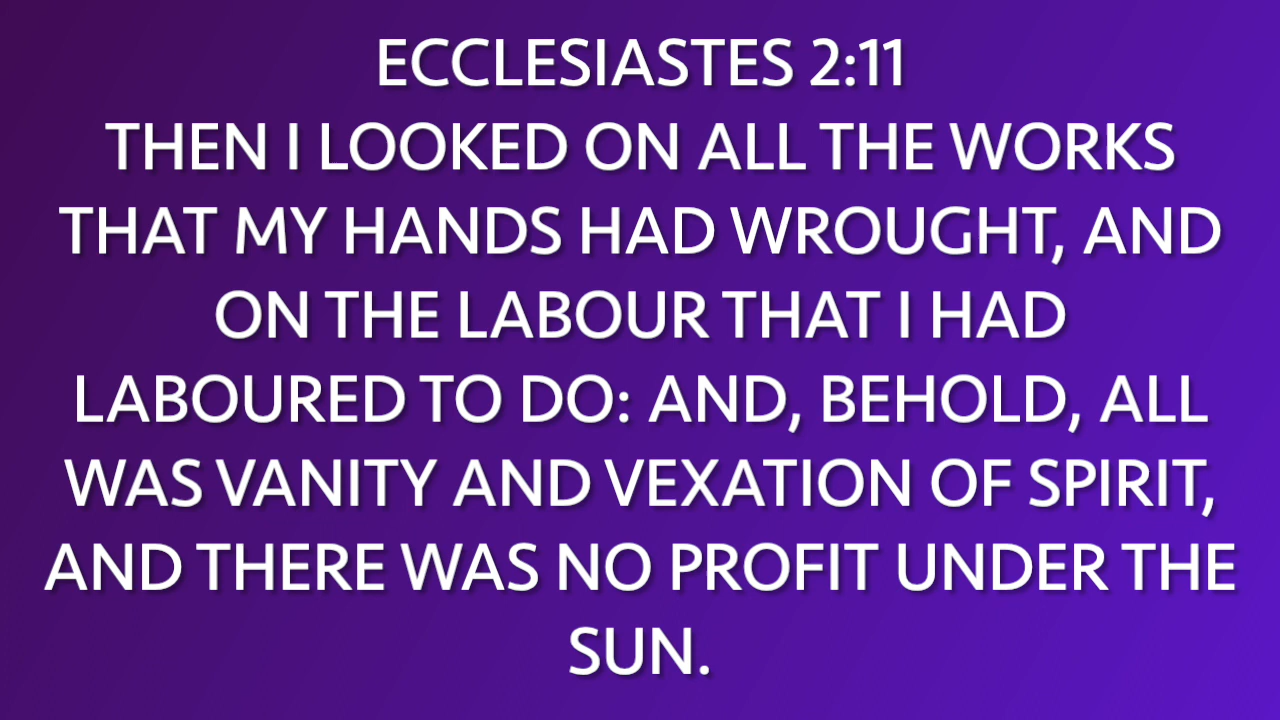 ECCLESIASTES 2:11
THEN I LOOKED ON ALL THE WORKS
THAT MY HANDS HAD WROUGHT, AND
ON THE LABOUR THAT I HAD
LABOURED TO DO: AND, BEHOLD, ALL
WAS VANITY AND VEXATION OF SPIRIT,
AND THERE WAS NO PROFIT UNDER THE
SUN.